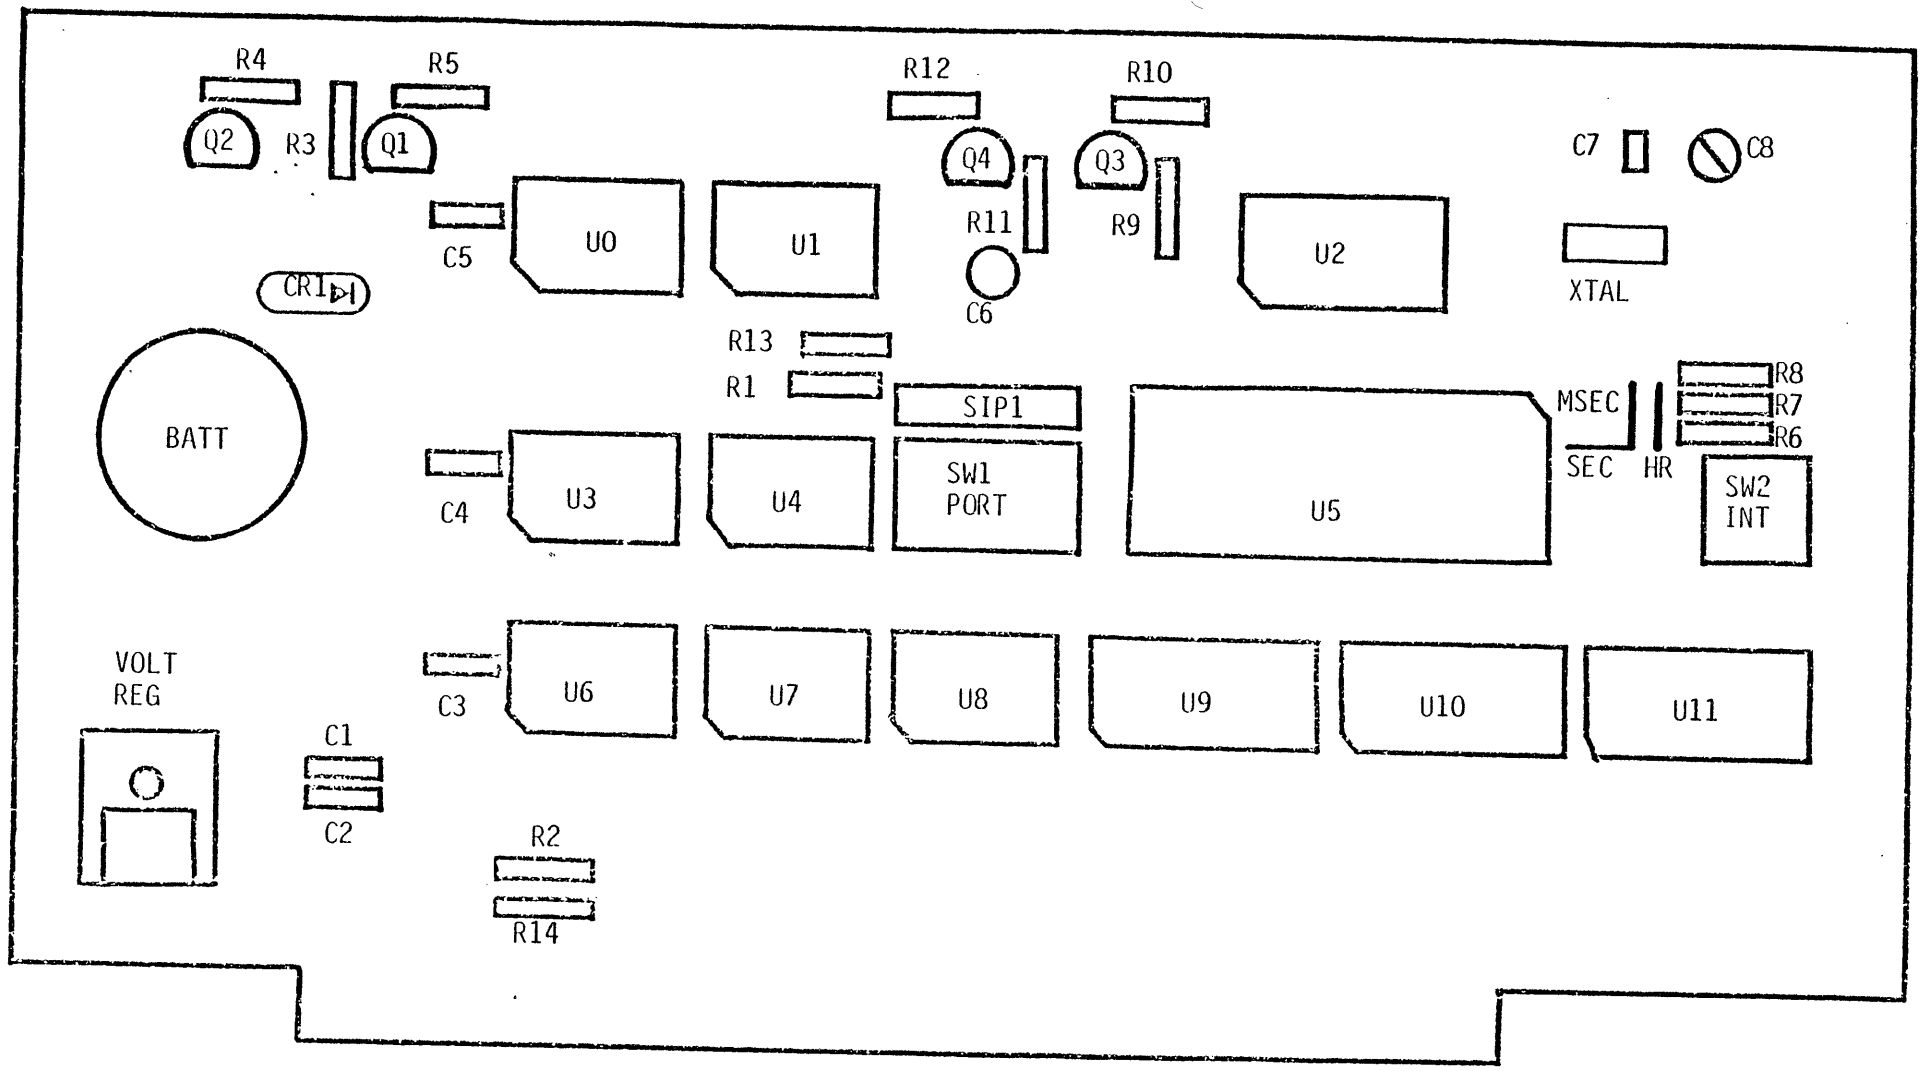 R4
R5
R12
R10
Q2
R3
Q1
Q4
Q3
C7
C8
R11
R9
C5
U0
U1
U2
CR1
C6
XTAL
R13
R1
SIP1
MSEC
R8
R7
R6
BATT
SEC
HR
C4
U3
U4
SW1
PORT
U5
SW2
INT
VOLT
REG
C3
U6
U7
U8
U9
U10
U11
C1
C2
R2
R14